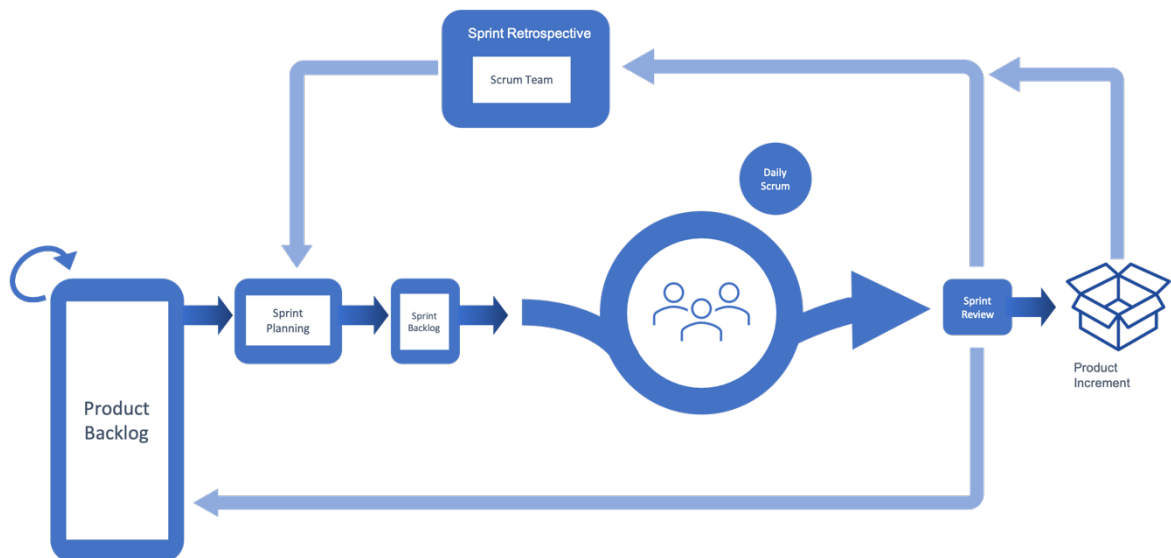 Sprint Retrospective
Scrum Team
Daily
Scrum
Product
Backlog
Sprint
Planning
Sprint
Backlog
Sprint
Review
Product
Increment